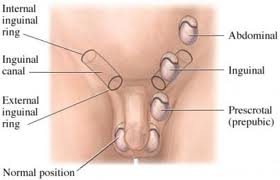 Internal
inguinal
ring
Inguinal
canal
External
inguinal
ring
Normal position
Abdominal
Inguinal
Prescrotal
(prepubic)